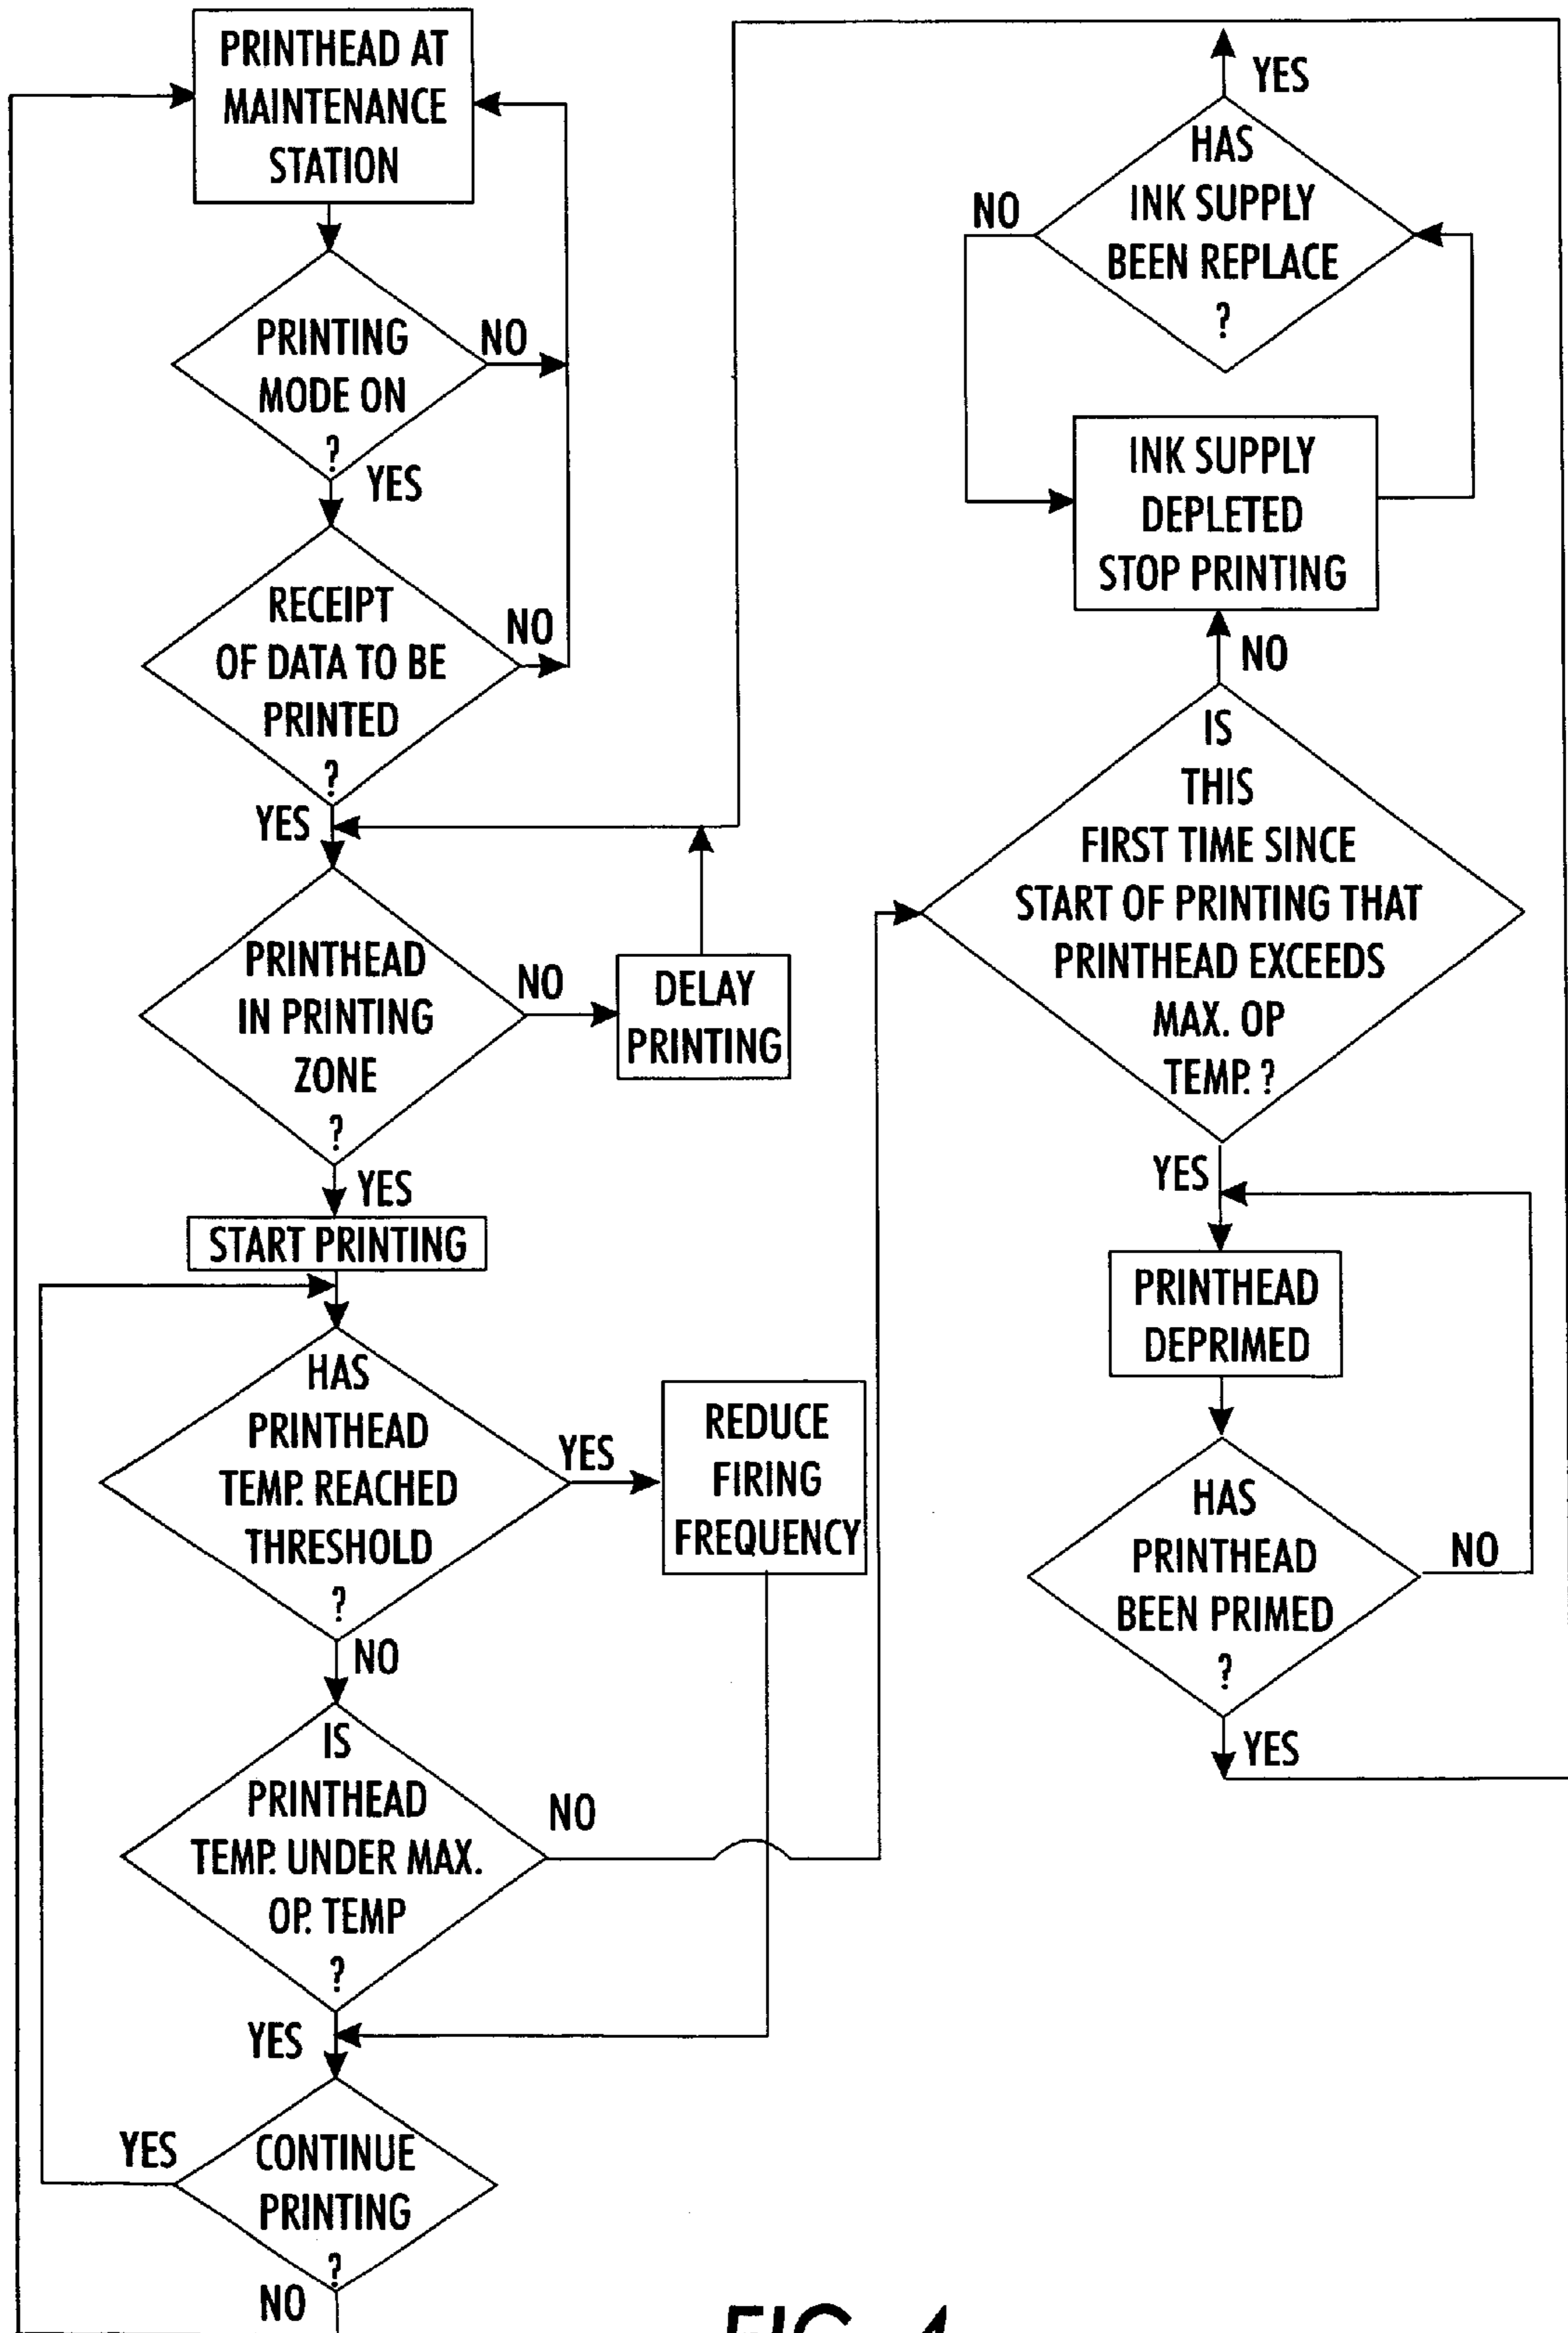 PRINTHEAD AT
MAINTENANCE
STATION
PRINTING
MODE ON
?
NO
YES
RECEIPT
OF DATA TO BE
PRINTED
?
NO
YES
PRINTHEAD
IN PRINTING
ZONE
?
NO
DELAY
PRINTING
YES
START PRINTING
HAS
PRINTHEAD
TEMP. REACHED
THRESHOLD
?
YES
REDUCE
FIRING
FREQUENCY
NO
IS
PRINTHEAD
TEMP. UNDER MAX.
OP. TEMP
?
NO
YES
CONTINUE
PRINTING
?
YES
NO
YES
HAS
INK SUPPLY
BEEN REPLACE
?
NO
INK SUPPLY
DEPLETED
STOP PRINTING
NO
IS
THIS
FIRST TIME SINCE
START OF PRINTING THAT
PRINTHEAD EXCEEDS
MAX. OP
TEMP. ?
YES
PRINTHEAD
DEPRIMED
HAS
PRINTHEAD
BEEN PRIMED
?
NO
YES
FIG. 4